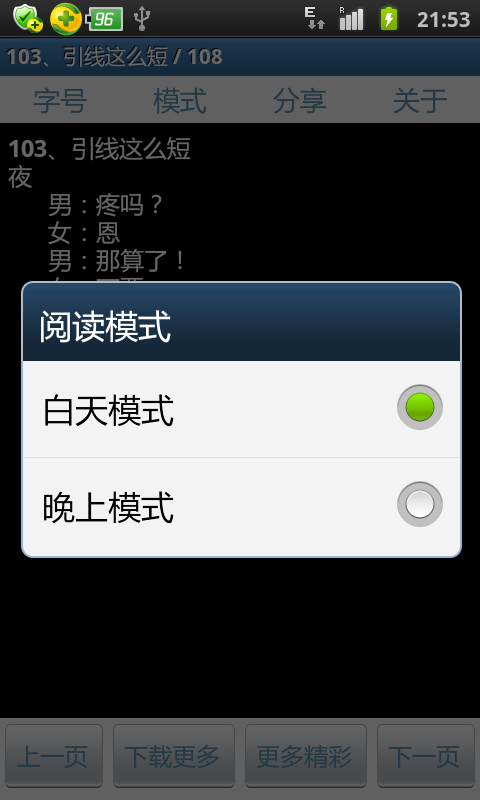 96
E
R
21:53
103、引线这么短 / 108
字号 模式 分享 关于
103、引线这么短
夜
男：疼吗？
女：恩
男：那算了！
阅读模式
白天模式
晚上模式
上一页 下载更多 更多精彩 下一页